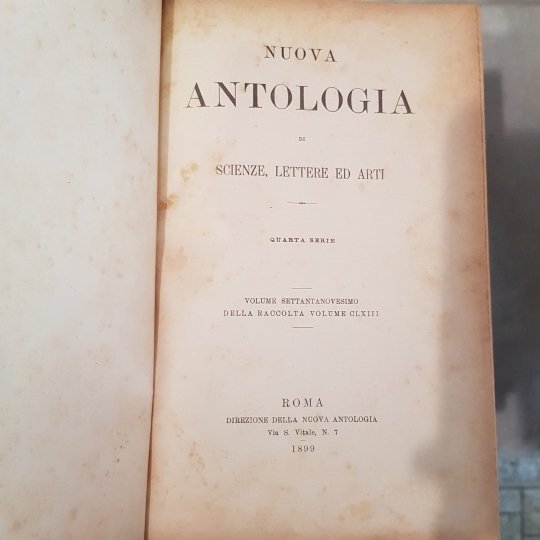 NUOVA
ANTOLOGIA
DI
SCIENZE, LETTERE ED ARTI
QUARTA SERIE
VOLUME SETTANTANOVESIMO
DELLA RACCOLTA VOLUME CLXIII
ROMA
DIREZIONE DELLA NUOVA ANTOLOGIA
Via S. Vitale, N. 7
1899